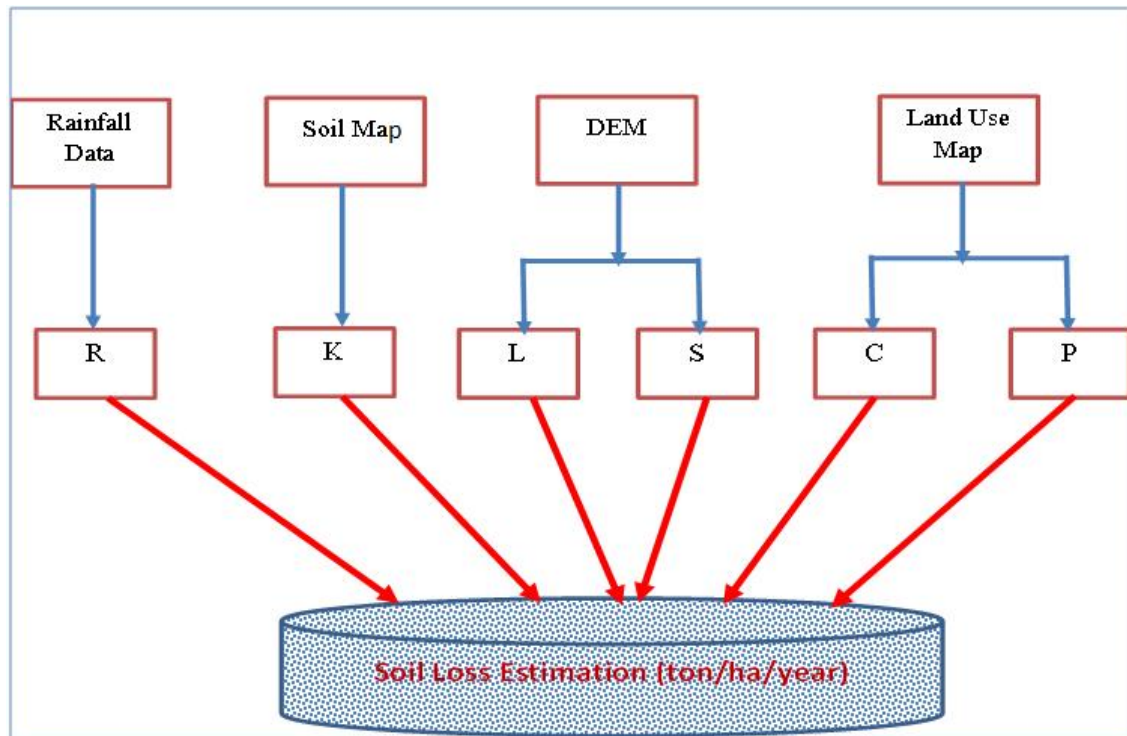 Rainfall
Data
Soil Map
DEM
Land Use
Map
R
K
L
S
C
P
Soil Loss Estimation (ton/ha/year)